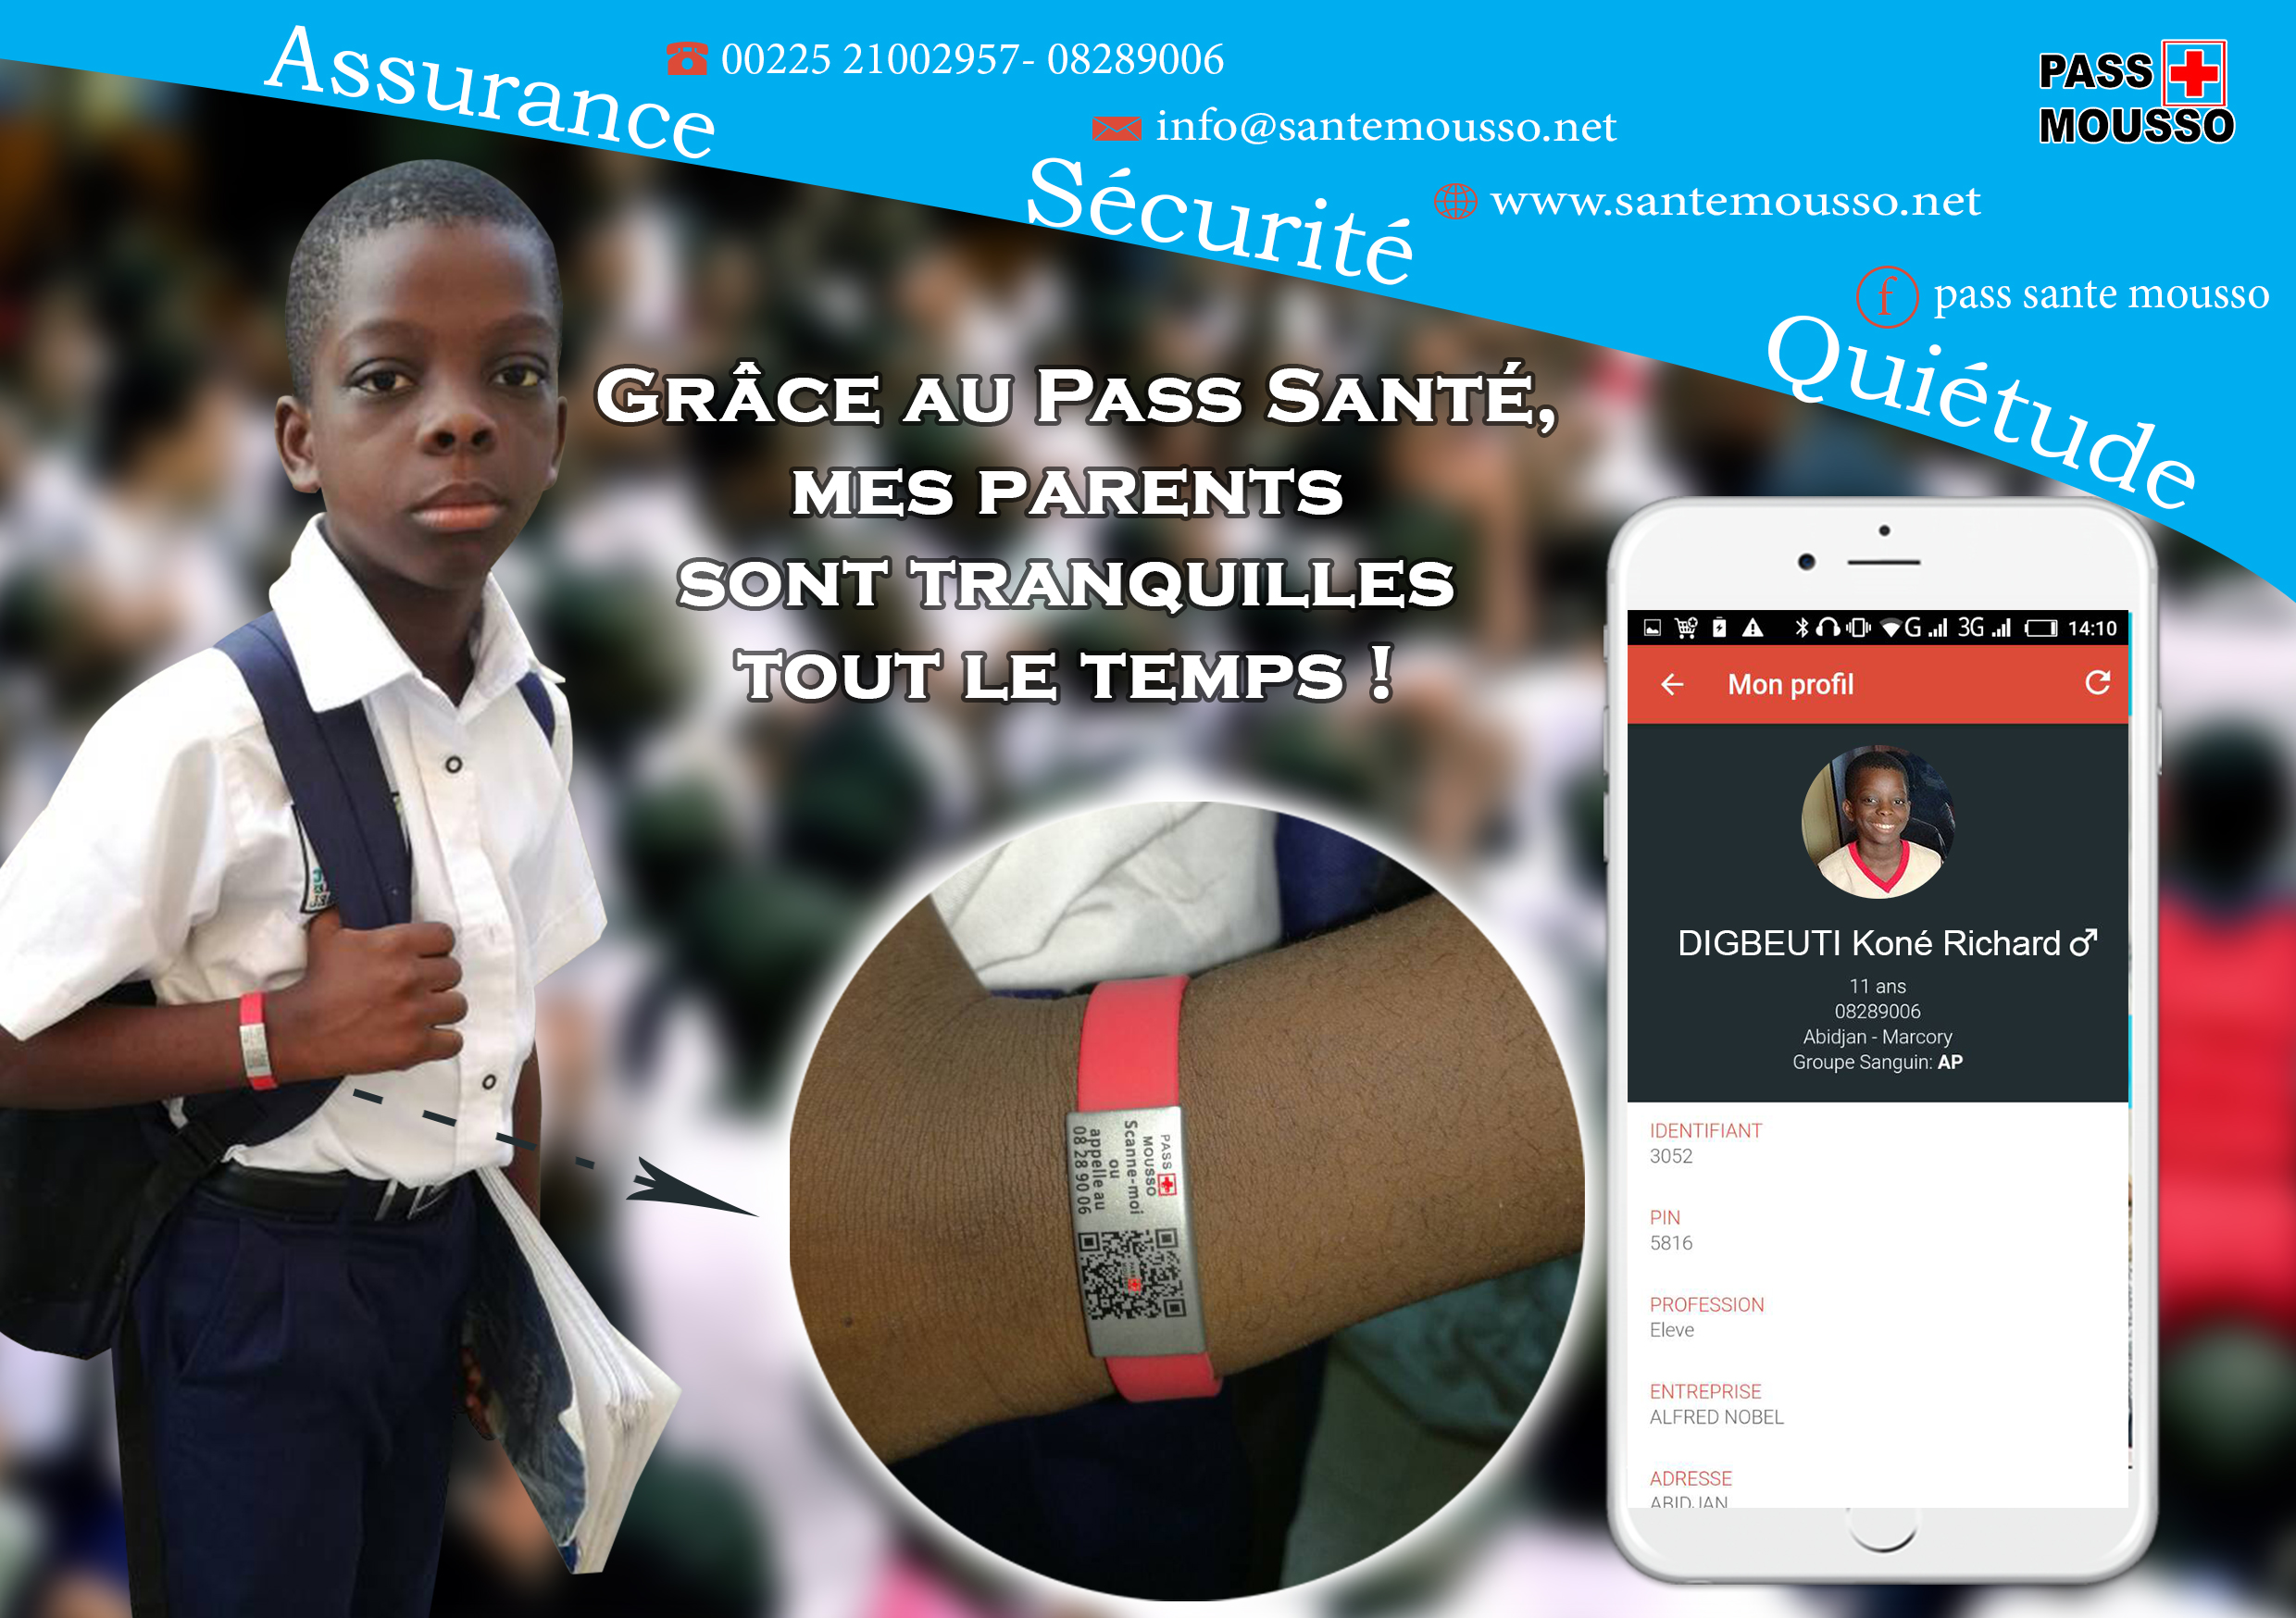 Assurance
00225 21002957- 08289006
info@santemousso.net
Sécurité
www.santemousso.net
PASS
MOUSSO
f pass sante mousso
Quiétude
GRÂCE AU PASS SANTÉ,
MES PARENTS
SONT TRANQUILLES
TOUT LE TEMPS !
PASS
MOUSSO
Scanne-moi
ou
appelle au
08 28 90 06
G 3G 14:10
Mon profil
DIGBEUTI Koné Richard ♂
11 ans
08289006
Abidjan - Marcory
Groupe Sanguin: AP
IDENTIFIANT
3052
PIN
5816
PROFESSION
Eleve
ENTREPRISE
ALFRED NOBEL
ADRESSE
ABIDJAN